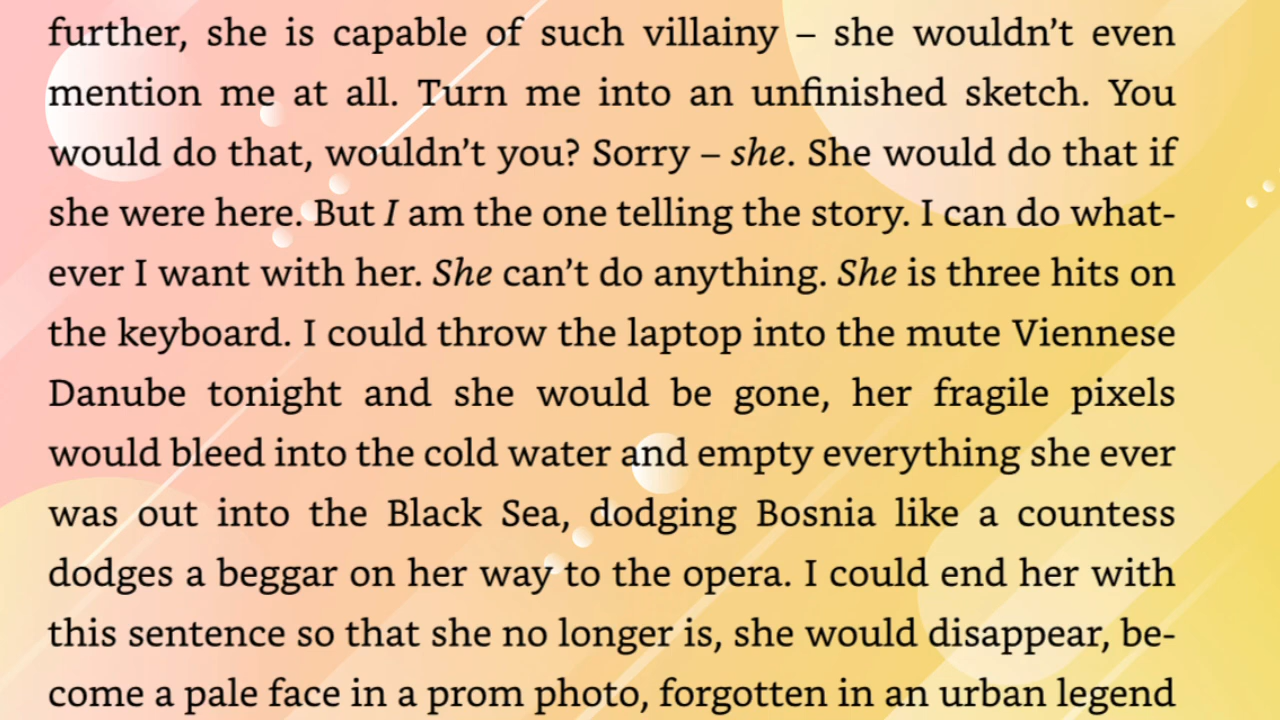 further, she is capable of such villainy – she wouldn’t even
mention me at all. Turn me into an unfinished sketch. You
would do that, wouldn’t you? Sorry – she. She would do that if
she were here. But I am the one telling the story. I can do what-
ever I want with her. She can’t do anything. She is three hits on
the keyboard. I could throw the laptop into the mute Viennese
Danube tonight and she would be gone, her fragile pixels
would bleed into the cold water and empty everything she ever
was out into the Black Sea, dodging Bosnia like a countess
dodges a beggar on her way to the opera. I could end her with
this sentence so that she no longer is, she would disappear, be-
come a pale face in a prom photo, forgotten in an urban legend